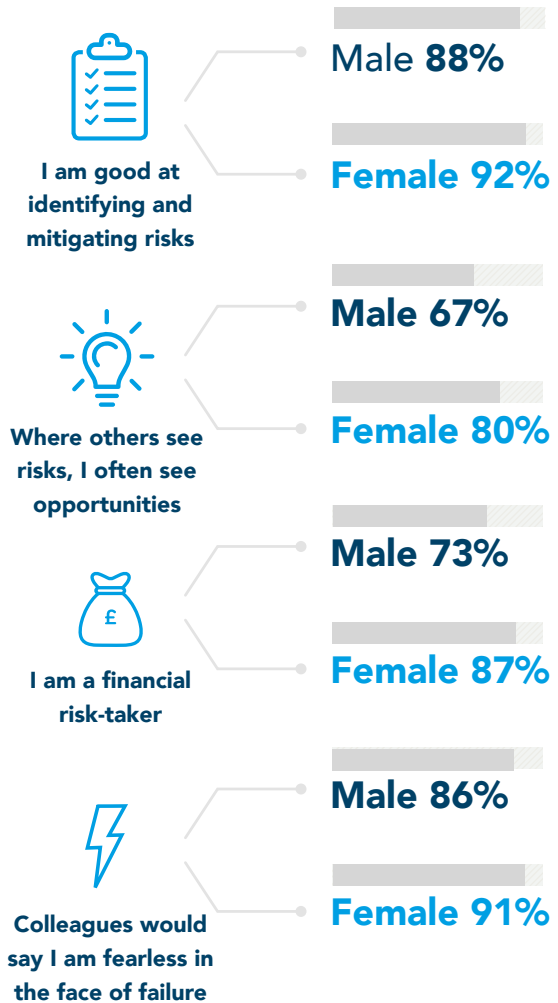 Male 88%
Female 92%
I am good at
identifying and
mitigating risks
Male 67%
Female 80%
Where others see
risks, I often see
opportunities
Male 73%
£
Female 87%
I am a financial
risk-taker
Male 86%
Female 91%
Colleagues would
say I am fearless in
the face of failure